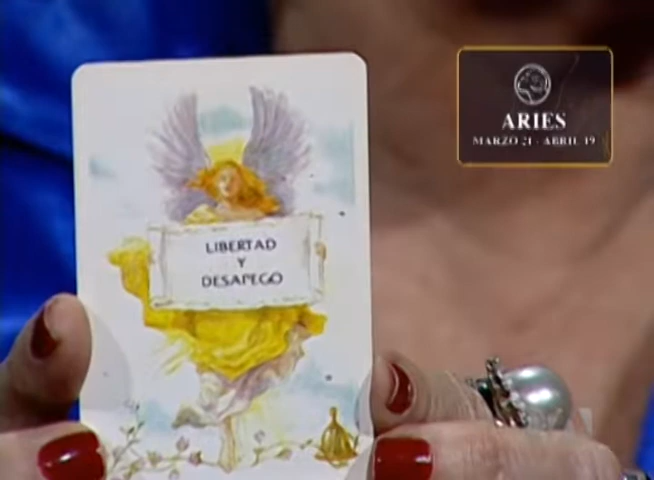 LIBERTAD
Y
DESAPEGO
ARIES
MARZO 21 - ABRIL 19